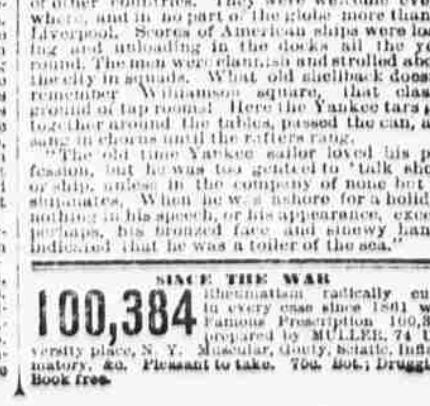 of other countries. They were welcome ever
where, and in no part of the globe more than
Liverpool. Scores of American ships were loa
ing and unloading in the docks all the ye
round. The men were clannish and strolled abo
the city in squads. What old shellback does
remember Williamson square, that clas
ground of tap rooms! Here the Yankee tars
together around the tables, passed the can, a
sang in chorus until the rafters rang.
"The old time Yankee sailor loved his p
fession, but he was too genteel to "talk sho
or ship, unless in the company of none but
shipmates. When he was ashore for a holid
nothing in his speech, or his appearance, exce
perhaps, his bronzed face and sinewy han
indicated that he was a toiler of the sea."
SINCE THE WAR
100,384 Rheumatism radically cu
in every case since 1861 w
Famous Prescription 100,3
prepared by MULLER, 74 U
versity place, N. Y. Muscular, Gouty, Sciatic, Infla
matory, &c. Pleasant to take. 75c. Bot.; Druggi
Book free.